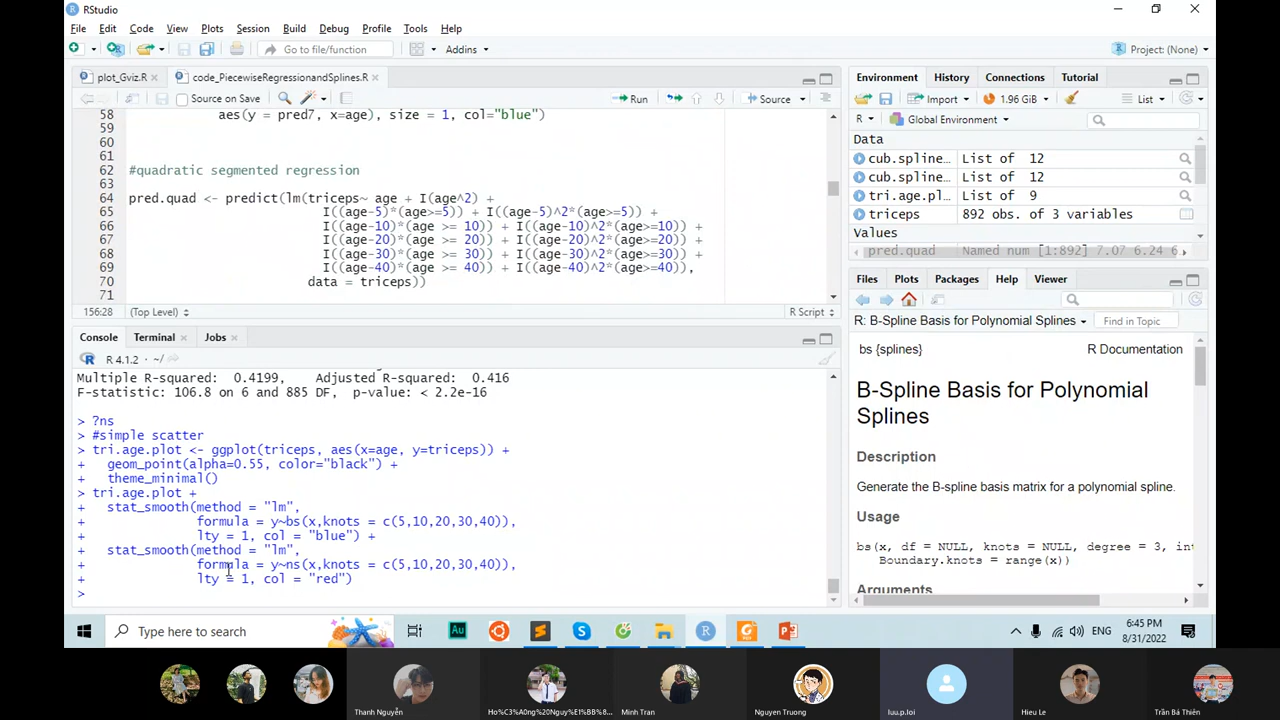 RStudio
File Edit Code View Plots Session Build Debug Profile Tools Help
Go to file/function Addins Project: (None)
plot_Gviz.R code_PiecewiseRegressionandSplines.R
Source on Save Run Source
58 aes(y = pred7, x=age), size = 1, col="blue")
59
60
61
62 #quadratic segmented regression
63
64 pred.quad <- predict(lm(triceps~ age + I(age^2) +
65 I((age-5)*(age>=5)) + I((age-5)^2*(age>=5)) +
66 I((age-10)*(age >= 10)) + I((age-10)^2*(age>=10)) +
67 I((age-20)*(age >= 20)) + I((age-20)^2*(age>=20)) +
68 I((age-30)*(age >= 30)) + I((age-30)^2*(age>=30)) +
69 I((age-40)*(age >= 40)) + I((age-40)^2*(age>=40)),
70 data = triceps))
71
156:28 (Top Level) R Script
Console Terminal Jobs
R 4.1.2 · ~/
Multiple R-squared: 0.4199, Adjusted R-squared: 0.416
F-statistic: 106.8 on 6 and 885 DF, p-value: < 2.2e-16
> ?ns
> #simple scatter
> tri.age.plot <- ggplot(triceps, aes(x=age, y=triceps)) +
+ geom_point(alpha=0.55, color="black") +
+ theme_minimal()
> tri.age.plot +
+ stat_smooth(method = "lm",
+ formula = y~bs(x,knots = c(5,10,20,30,40)),
+ lty = 1, col = "blue") +
+ stat_smooth(method = "lm",
+ formula = y~ns(x,knots = c(5,10,20,30,40)),
+ lty = 1, col = "red")
>
Environment History Connections Tutorial
Import 1.96 GiB List
R Global Environment
Data
cub.spline... List of 12
cub.spline... List of 12
tri.age.pl... List of 9
triceps 892 obs. of 3 variables
Values
pred.quad Named num [1:892] 7.07 6.24 6
Files Plots Packages Help Viewer
R: B-Spline Basis for Polynomial Splines Find in Topic
bs {splines} R Documentation
B-Spline Basis for Polynomial
Splines
Description
Generate the B-spline basis matrix for a polynomial spline.
Usage
bs(x, df = NULL, knots = NULL, degree = 3, int
Boundary.knots = range(x))
Arguments
Type here to search
Au
S
R
P
ENG
6:45 PM
8/31/2022
Thanh Nguyễn
Ho%C3%A0ng%20Nguy%E1%BB%8...
Minh Tran
Nguyen Truong
luu.p.loi
Hieu Le
Trần Bá Thiên